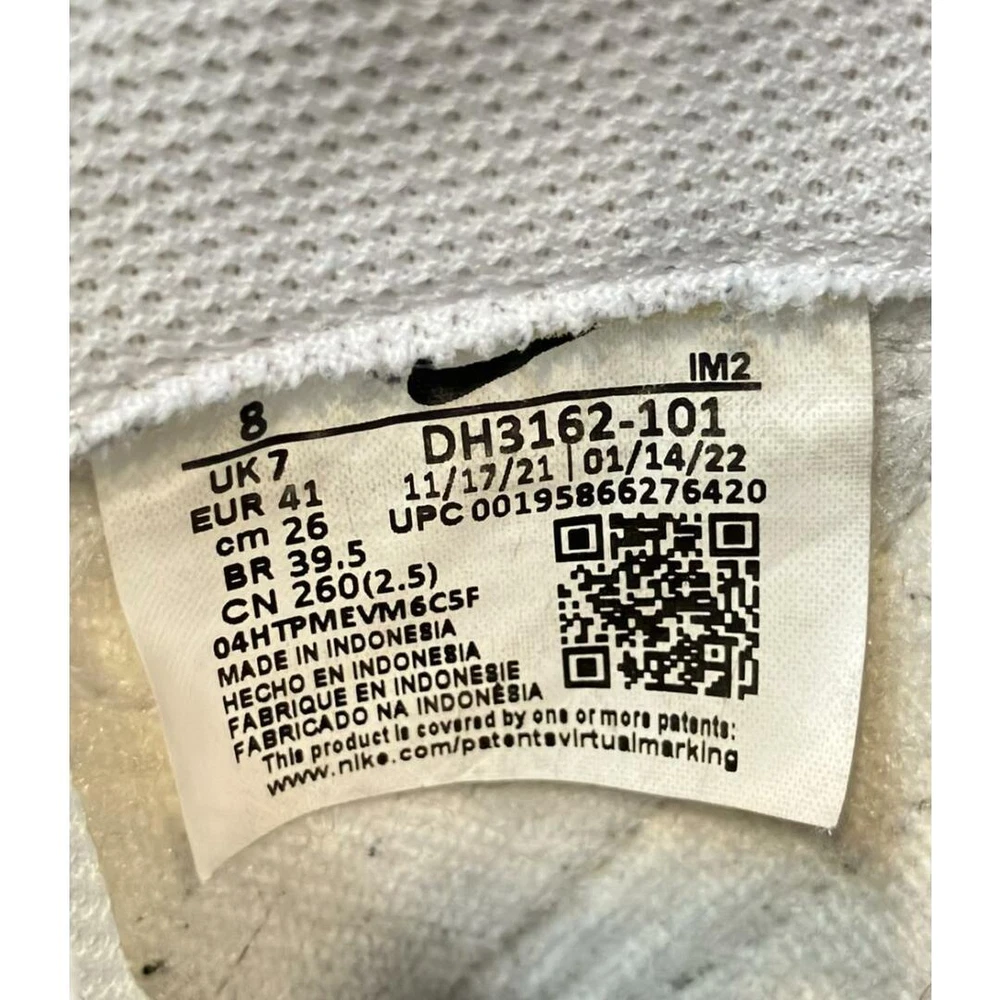 8 IM2
UK 7 DH3162-101
EUR 41 11/17/21 | 01/14/22
cm 26 UPC 00195866276420
BR 39.5
CN 260(2.5)
04HTPMEVM6C5F
MADE IN INDONESIA
HECHO EN INDONESIA
FABRIQUE EN INDONÉSIE
FABRICADO NA INDONÉSIA
This product is covered by one or more patents:
www.nike.com/patentsvirtualmarking